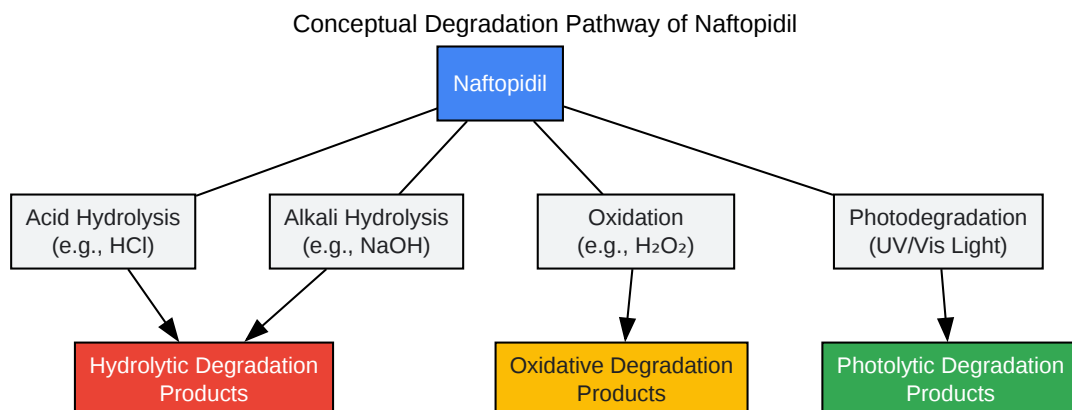 Conceptual Degradation Pathway of Naftopidil
Naftopidil
Acid Hydrolysis
(e.g., HCl)
Alkali Hydrolysis
(e.g., NaOH)
Oxidation
(e.g., H₂O₂)
Photodegradation
(UV/Vis Light)
Hydrolytic Degradation
Products
Oxidative Degradation
Products
Photolytic Degradation
Products